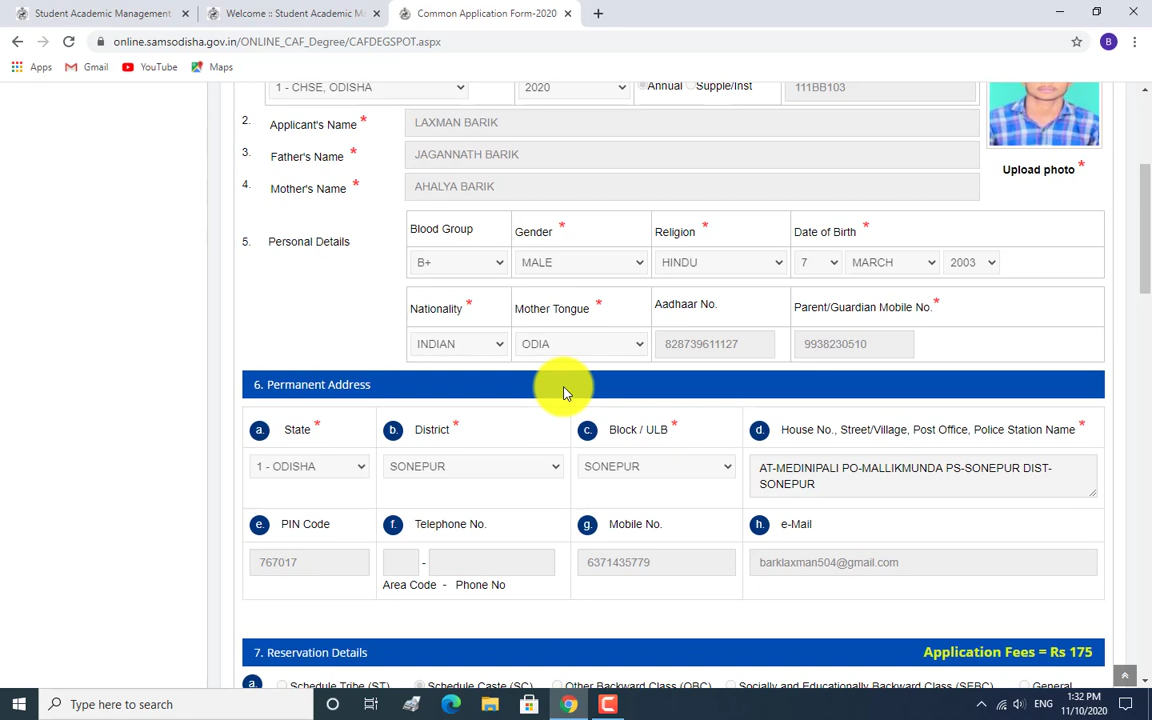 Student Academic Management Welcome :: Student Academic M Common Application Form-2020
online.samsodisha.gov.in/ONLINE_CAF_Degree/CAFDEGSPOT.aspx B
Apps Gmail YouTube Maps
1 - CHSE, ODISHA 2020 Annual Supple/Inst 111BB103
2. Applicant's Name * LAXMAN BARIK
3. Father's Name * JAGANNATH BARIK
Upload photo *
4. Mother's Name * AHALYA BARIK
Blood Group Gender * Religion * Date of Birth *
5. Personal Details
B+ MALE HINDU 7 MARCH 2003
Nationality * Mother Tongue * Aadhaar No. Parent/Guardian Mobile No.*
INDIAN ODIA 828739611127 9938230510
6. Permanent Address
a. State * b. District * c. Block / ULB * d. House No., Street/Village, Post Office, Police Station Name *
1 - ODISHA SONEPUR SONEPUR AT-MEDINIPALI PO-MALLIKMUNDA PS-SONEPUR DIST-
SONEPUR
e. PIN Code f. Telephone No. g. Mobile No. h. e-Mail
767017 - 6371435779 barklaxman504@gmail.com
Area Code - Phone No
7. Reservation Details Application Fees = Rs 175
a. Schedule Tribe (ST) Schedule Caste (SC) Other Backward Class (OBC) Socially and Educationally Backward Class (SEBC) General
Type here to search ENG 1:32 PM
11/10/2020